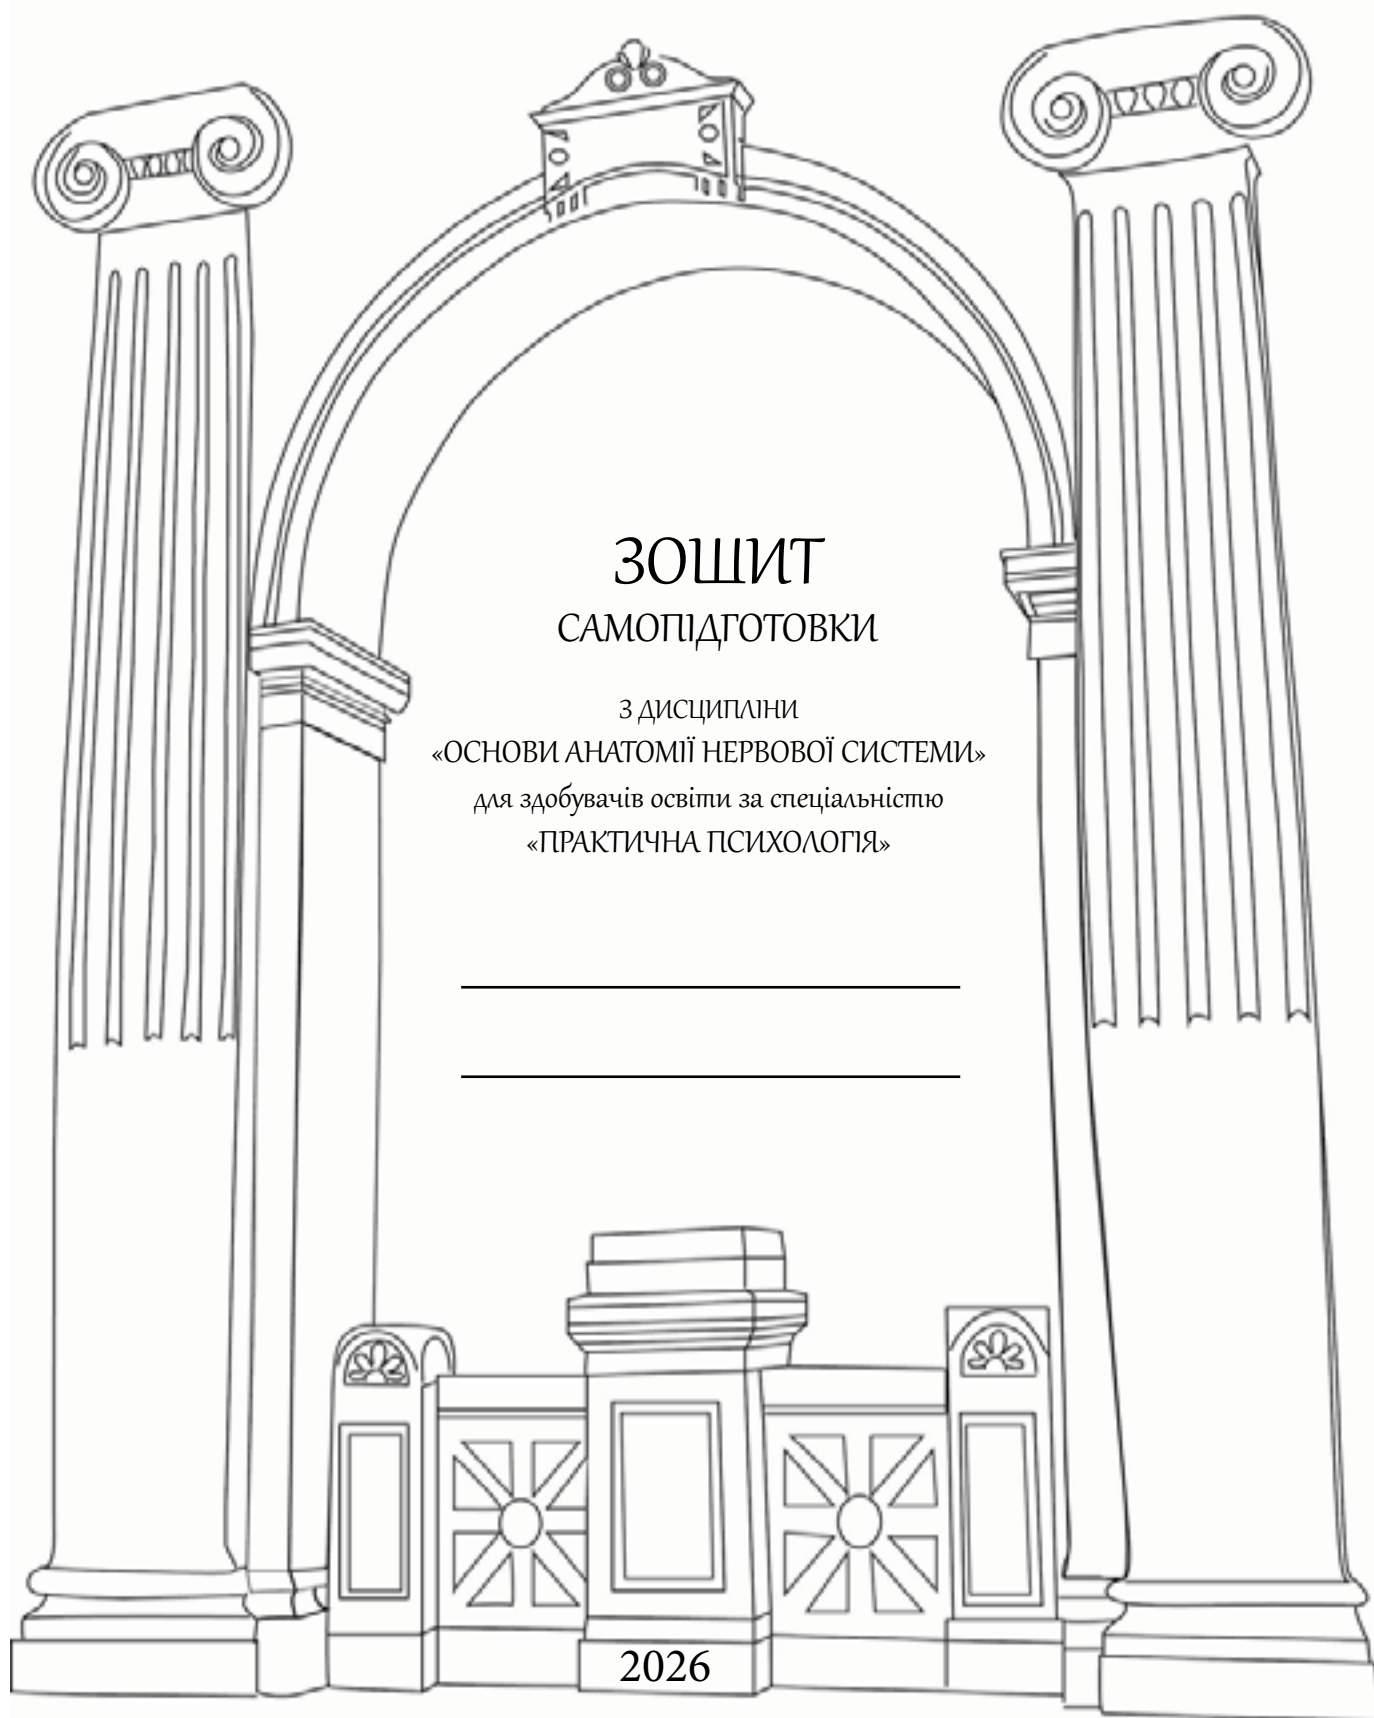 ЗОШИТ
САМОПІДГОТОВКИ
З ДИСЦИПЛІНИ
«ОСНОВИ АНАТОМІЇ НЕРВОВОЇ СИСТЕМИ»
для здобувачів освіти за спеціальністю
«ПРАКТИЧНА ПСИХОЛОГІЯ»
2026